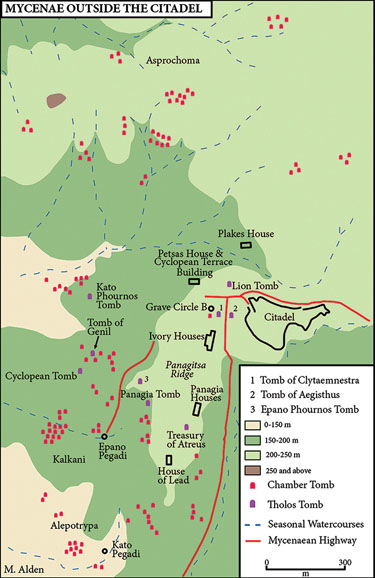 MYCENAE OUTSIDE THE CITADEL
Asprochoma
Plakes House
Petsas House &
Cyclopean Terrace
Building
Lion Tomb
Kato
Phournos
Tomb
Grave Circle B
1
2
Citadel
Tomb of
Genil
Ivory Houses
Panagitsa
Ridge
Cyclopean Tomb
3
Panagia Tomb
Panagia
Houses
Treasury
of Atreus
Epano
Pegadi
Kalkani
House
of Lead
Alepotrypa
Kato
Pegadi
M. Alden
1 Tomb of Clytaemnestra
2 Tomb of Aegisthus
3 Epano Phournos Tomb
0-150 m
150-200 m
200-250 m
250 and above
Chamber Tomb
Tholos Tomb
Seasonal Watercourses
Mycenaean Highway
0
300
m